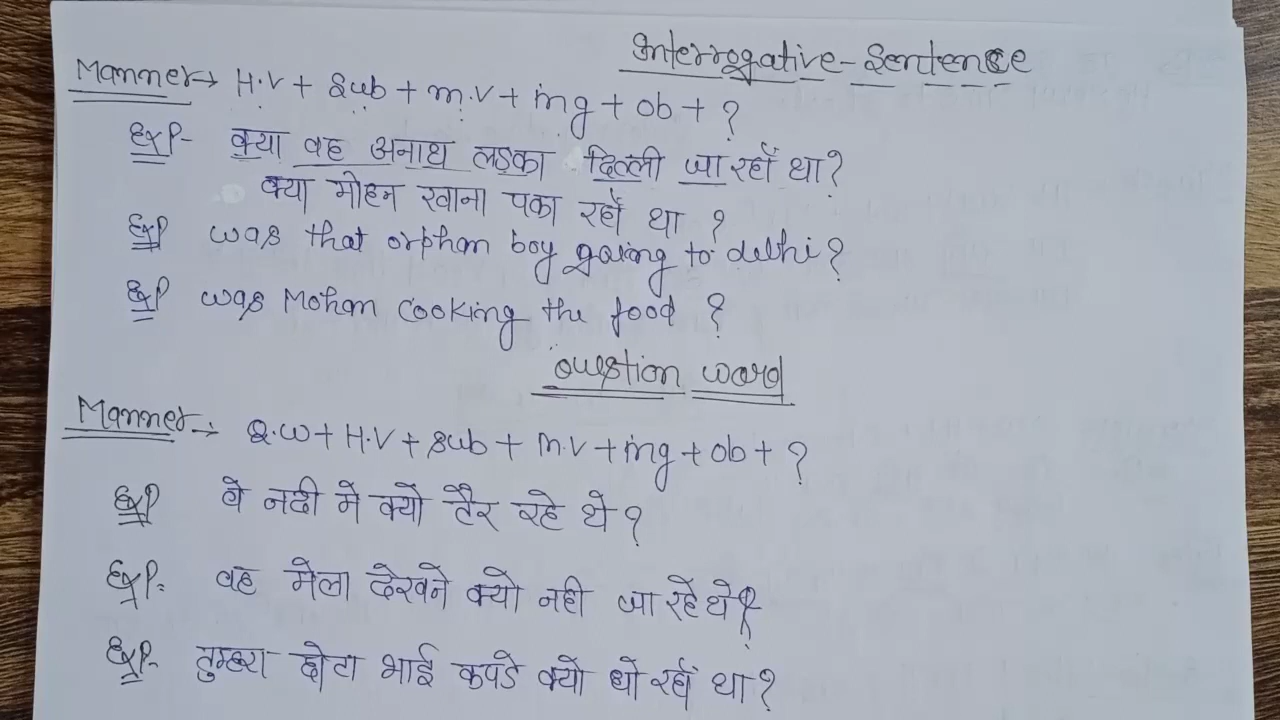 Interrogative-Sentence
Manner→ H.V + Sub + m.V + ing + ob + ?
Exp- क्या वह अनाथ लड़का दिल्ली जा रहाँ था?
क्या मोहन खाना पका रहाँ था ?
Exp was that orphan boy going to delhi?
Exp was Mohan cooking the food ?
Question word
Manner→ Q.W + H.V + Sub + m.V + ing + ob + ?
Exp वे नदी मे क्यों तैर रहे थे ?
Exp- वह मेला देखने क्यो नही जा रहे थे ?
Exp- तुम्हरा छोटा भाई कपडे क्यो धो रहाँ था ?